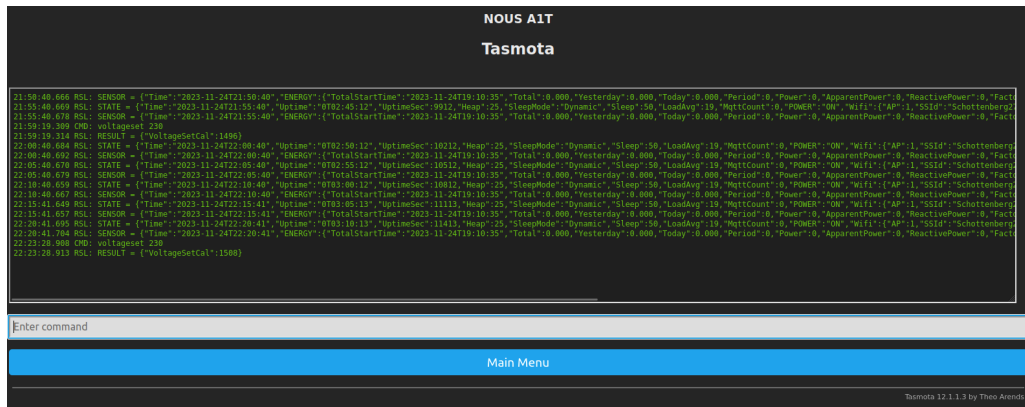 NOUS A1T
Tasmota
21:50:40.666 RSL: SENSOR = {"Time":"2023-11-24T21:50:40","ENERGY":{"TotalStartTime":"2023-11-24T19:10:35","Total":0.000,"Yesterday":0.000,"Today":0.000,"Period":0,"Power":0,"ApparentPower":0,"ReactivePower":0,"Facto
21:55:40.669 RSL: STATE = {"Time":"2023-11-24T21:55:40","Uptime":"0T02:45:12","UptimeSec":9912,"Heap":25,"SleepMode":"Dynamic","Sleep":50,"LoadAvg":19,"MqttCount":0,"POWER":"ON","Wifi":{"AP":1,"SSId":"Schottenberg2
21:55:40.678 RSL: SENSOR = {"Time":"2023-11-24T21:55:40","ENERGY":{"TotalStartTime":"2023-11-24T19:10:35","Total":0.000,"Yesterday":0.000,"Today":0.000,"Period":0,"Power":0,"ApparentPower":0,"ReactivePower":0,"Facto
21:59:19.309 CMD: voltageset 230
21:59:19.314 RSL: RESULT = {"VoltageSetCal":1496}
22:00:40.684 RSL: STATE = {"Time":"2023-11-24T22:00:40","Uptime":"0T02:50:12","UptimeSec":10212,"Heap":25,"SleepMode":"Dynamic","Sleep":50,"LoadAvg":19,"MqttCount":0,"POWER":"ON","Wifi":{"AP":1,"SSId":"Schottenberg
22:00:40.692 RSL: SENSOR = {"Time":"2023-11-24T22:00:40","ENERGY":{"TotalStartTime":"2023-11-24T19:10:35","Total":0.000,"Yesterday":0.000,"Today":0.000,"Period":0,"Power":0,"ApparentPower":0,"ReactivePower":0,"Facto
22:05:40.670 RSL: STATE = {"Time":"2023-11-24T22:05:40","Uptime":"0T02:55:12","UptimeSec":10512,"Heap":25,"SleepMode":"Dynamic","Sleep":50,"LoadAvg":19,"MqttCount":0,"POWER":"ON","Wifi":{"AP":1,"SSId":"Schottenberg
22:05:40.679 RSL: SENSOR = {"Time":"2023-11-24T22:05:40","ENERGY":{"TotalStartTime":"2023-11-24T19:10:35","Total":0.000,"Yesterday":0.000,"Today":0.000,"Period":0,"Power":0,"ApparentPower":0,"ReactivePower":0,"Facto
22:10:40.659 RSL: STATE = {"Time":"2023-11-24T22:10:40","Uptime":"0T03:00:12","UptimeSec":10812,"Heap":25,"SleepMode":"Dynamic","Sleep":50,"LoadAvg":19,"MqttCount":0,"POWER":"ON","Wifi":{"AP":1,"SSId":"Schottenberg
22:10:40.667 RSL: SENSOR = {"Time":"2023-11-24T22:10:40","ENERGY":{"TotalStartTime":"2023-11-24T19:10:35","Total":0.000,"Yesterday":0.000,"Today":0.000,"Period":0,"Power":0,"ApparentPower":0,"ReactivePower":0,"Facto
22:15:41.649 RSL: STATE = {"Time":"2023-11-24T22:15:41","Uptime":"0T03:05:13","UptimeSec":11113,"Heap":25,"SleepMode":"Dynamic","Sleep":50,"LoadAvg":19,"MqttCount":0,"POWER":"ON","Wifi":{"AP":1,"SSId":"Schottenberg
22:15:41.657 RSL: SENSOR = {"Time":"2023-11-24T22:15:41","ENERGY":{"TotalStartTime":"2023-11-24T19:10:35","Total":0.000,"Yesterday":0.000,"Today":0.000,"Period":0,"Power":0,"ApparentPower":0,"ReactivePower":0,"Facto
22:20:41.695 RSL: STATE = {"Time":"2023-11-24T22:20:41","Uptime":"0T03:10:13","UptimeSec":11413,"Heap":25,"SleepMode":"Dynamic","Sleep":50,"LoadAvg":19,"MqttCount":0,"POWER":"ON","Wifi":{"AP":1,"SSId":"Schottenberg
22:20:41.704 RSL: SENSOR = {"Time":"2023-11-24T22:20:41","ENERGY":{"TotalStartTime":"2023-11-24T19:10:35","Total":0.000,"Yesterday":0.000,"Today":0.000,"Period":0,"Power":0,"ApparentPower":0,"ReactivePower":0,"Facto
22:23:28.908 CMD: voltageset 230
22:23:28.913 RSL: RESULT = {"VoltageSetCal":1508}
Enter command
Main Menu
Tasmota 12.1.1.3 by Theo Arends